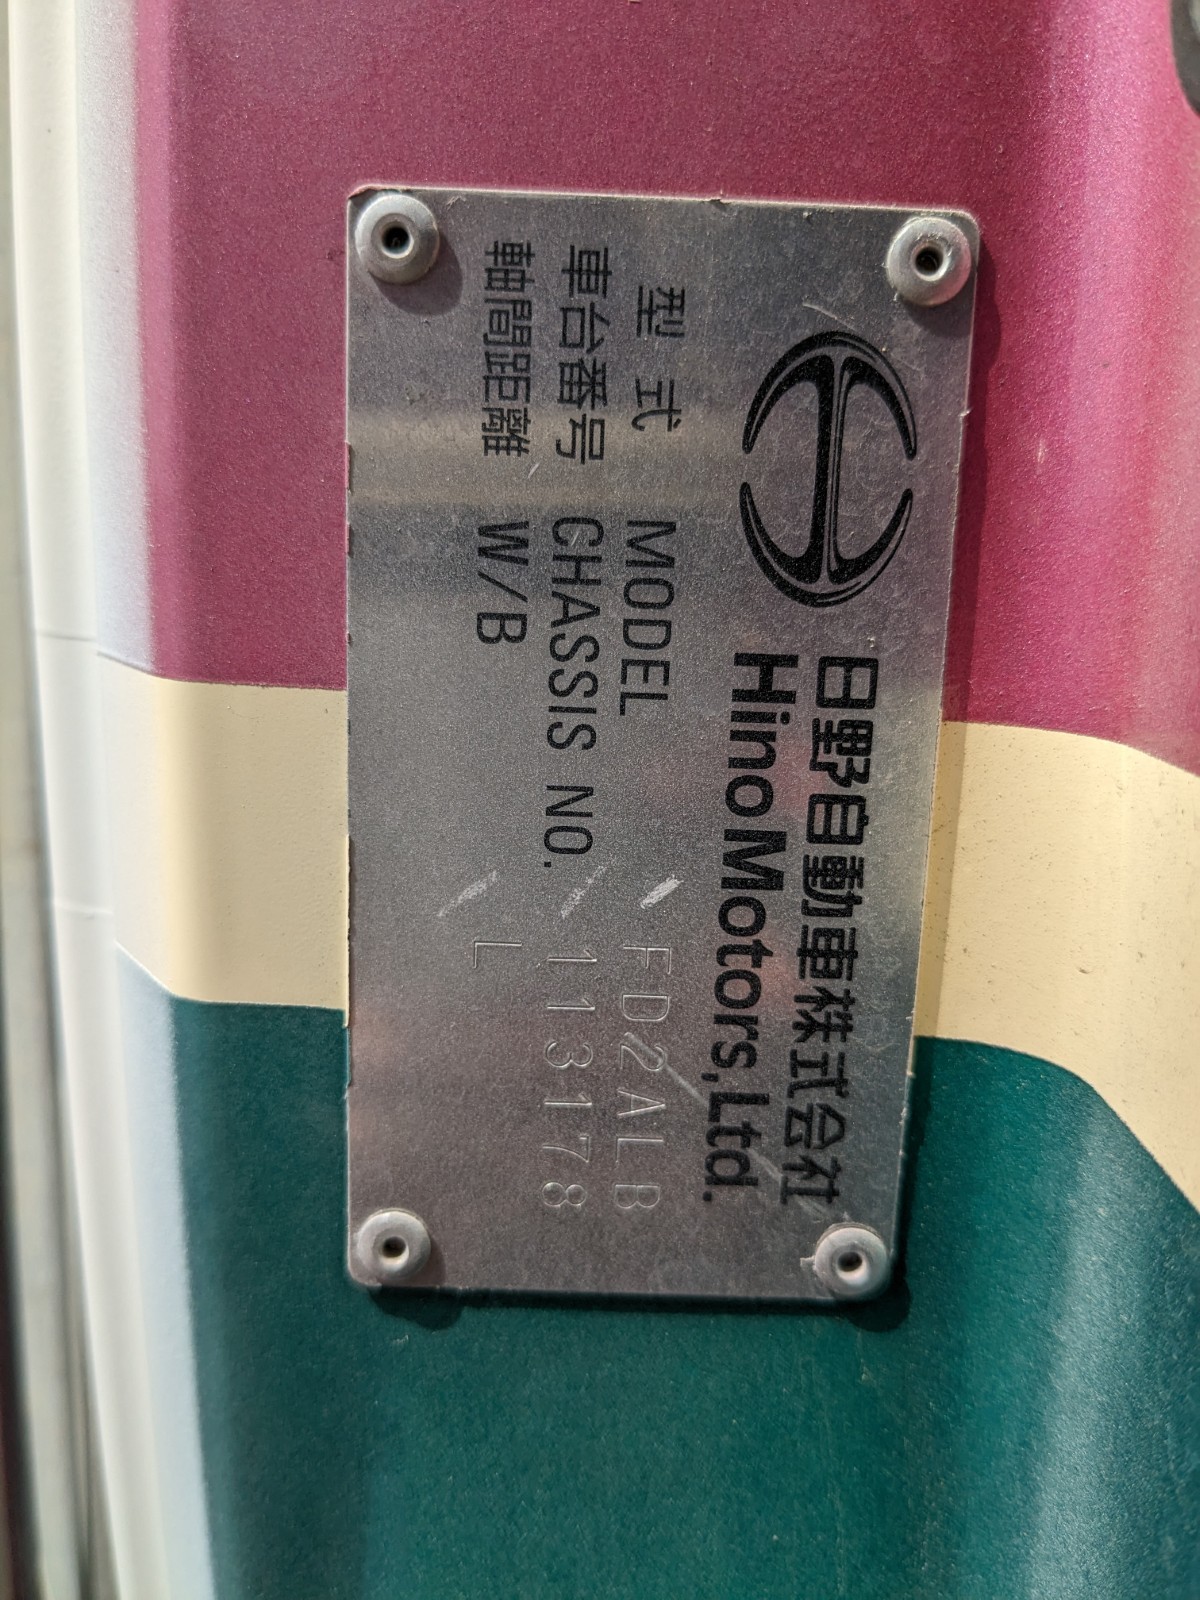 日野自動車株式会社
Hino Motors, Ltd.
型式 MODEL FD2ALB
車台番号 CHASSIS NO. 113178
軸間距離 W/B L